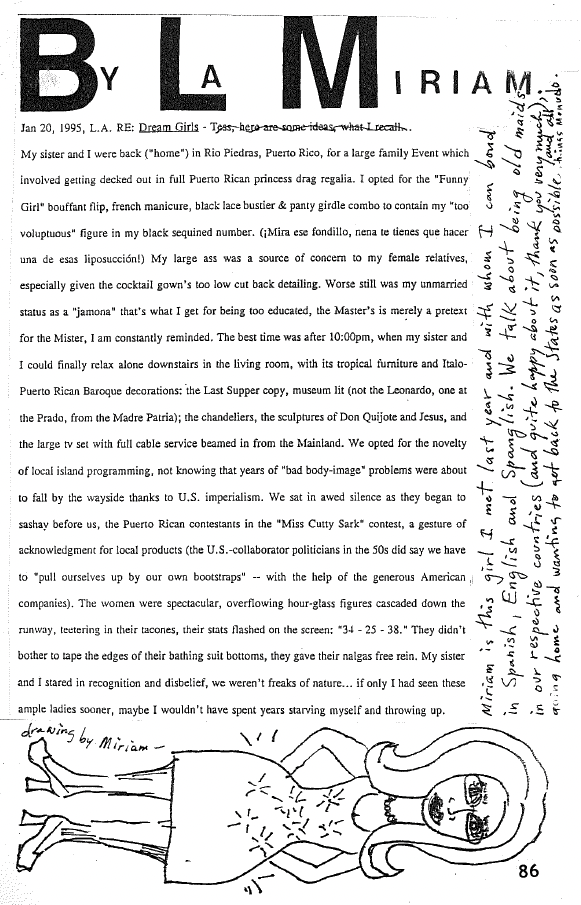 BY LA MIRIAM:
Jan 20, 1995, L.A. RE: Dream Girls - Tess, here are some ideas, what I recall...
My sister and I were back ("home") in Rio Piedras, Puerto Rico, for a large family Event which
involved getting decked out in full Puerto Rican princess drag regalia. I opted for the "Funny
Girl" bouffant flip, french manicure, black lace bustier & panty girdle combo to contain my "too
voluptuous" figure in my black sequined number. (¡Mira ese fondillo, nena te tienes que hacer
una de esas liposucción!) My large ass was a source of concern to my female relatives,
especially given the cocktail gown's too low cut back detailing. Worse still was my unmarried
status as a "jamona" that's what I get for being too educated, the Master's is merely a pretext
for the Mister, I am constantly reminded. The best time was after 10:00pm, when my sister and
I could finally relax alone downstairs in the living room, with its tropical furniture and Italo-
Puerto Rican Baroque decorations: the Last Supper copy, museum lit (not the Leonardo, one at
the Prado, from the Madre Patria); the chandeliers, the sculptures of Don Quijote and Jesus, and
the large tv set with full cable service beamed in from the Mainland. We opted for the novelty
of local island programming, not knowing that years of "bad body-image" problems were about
to fall by the wayside thanks to U.S. imperialism. We sat in awed silence as they began to
sashay before us, the Puerto Rican contestants in the "Miss Cutty Sark" contest, a gesture of
acknowledgment for local products (the U.S.-collaborator politicians in the 50s did say we have
to "pull ourselves up by our own bootstraps" -- with the help of the generous American
companies). The women were spectacular, overflowing hour-glass figures cascaded down the
runway, teetering in their tacones, their stats flashed on the screen: "34 - 25 - 38." They didn't
bother to tape the edges of their bathing suit bottoms, they gave their nalgas free rein. My sister
and I stared in recognition and disbelief, we weren't freaks of nature... if only I had seen these
ample ladies sooner, maybe I wouldn't have spent years starving myself and throwing up.
Miriam is this girl I met last year and with whom I can bond
in Spanish, English and Spanglish. We talk about being old maids
in our respective countries (and quite happy about it, thank you very much),
going home and wanting to get back to the States as soon as possible. (and all
drawing by Miriam —
86